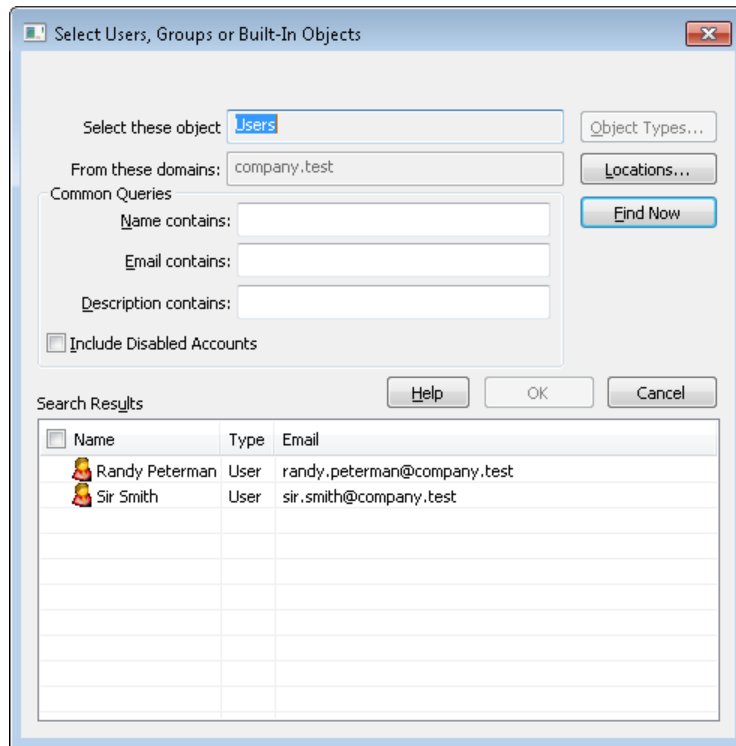 Select Users, Groups or Built-In Objects
Select these object Users Object Types...
From these domains: company.test Locations...
Common Queries
Name contains: Find Now
Email contains:
Description contains:
Include Disabled Accounts
Search Results Help OK Cancel
Name Type Email
Randy Peterman User randy.peterman@company.test
Sir Smith User sir.smith@company.test